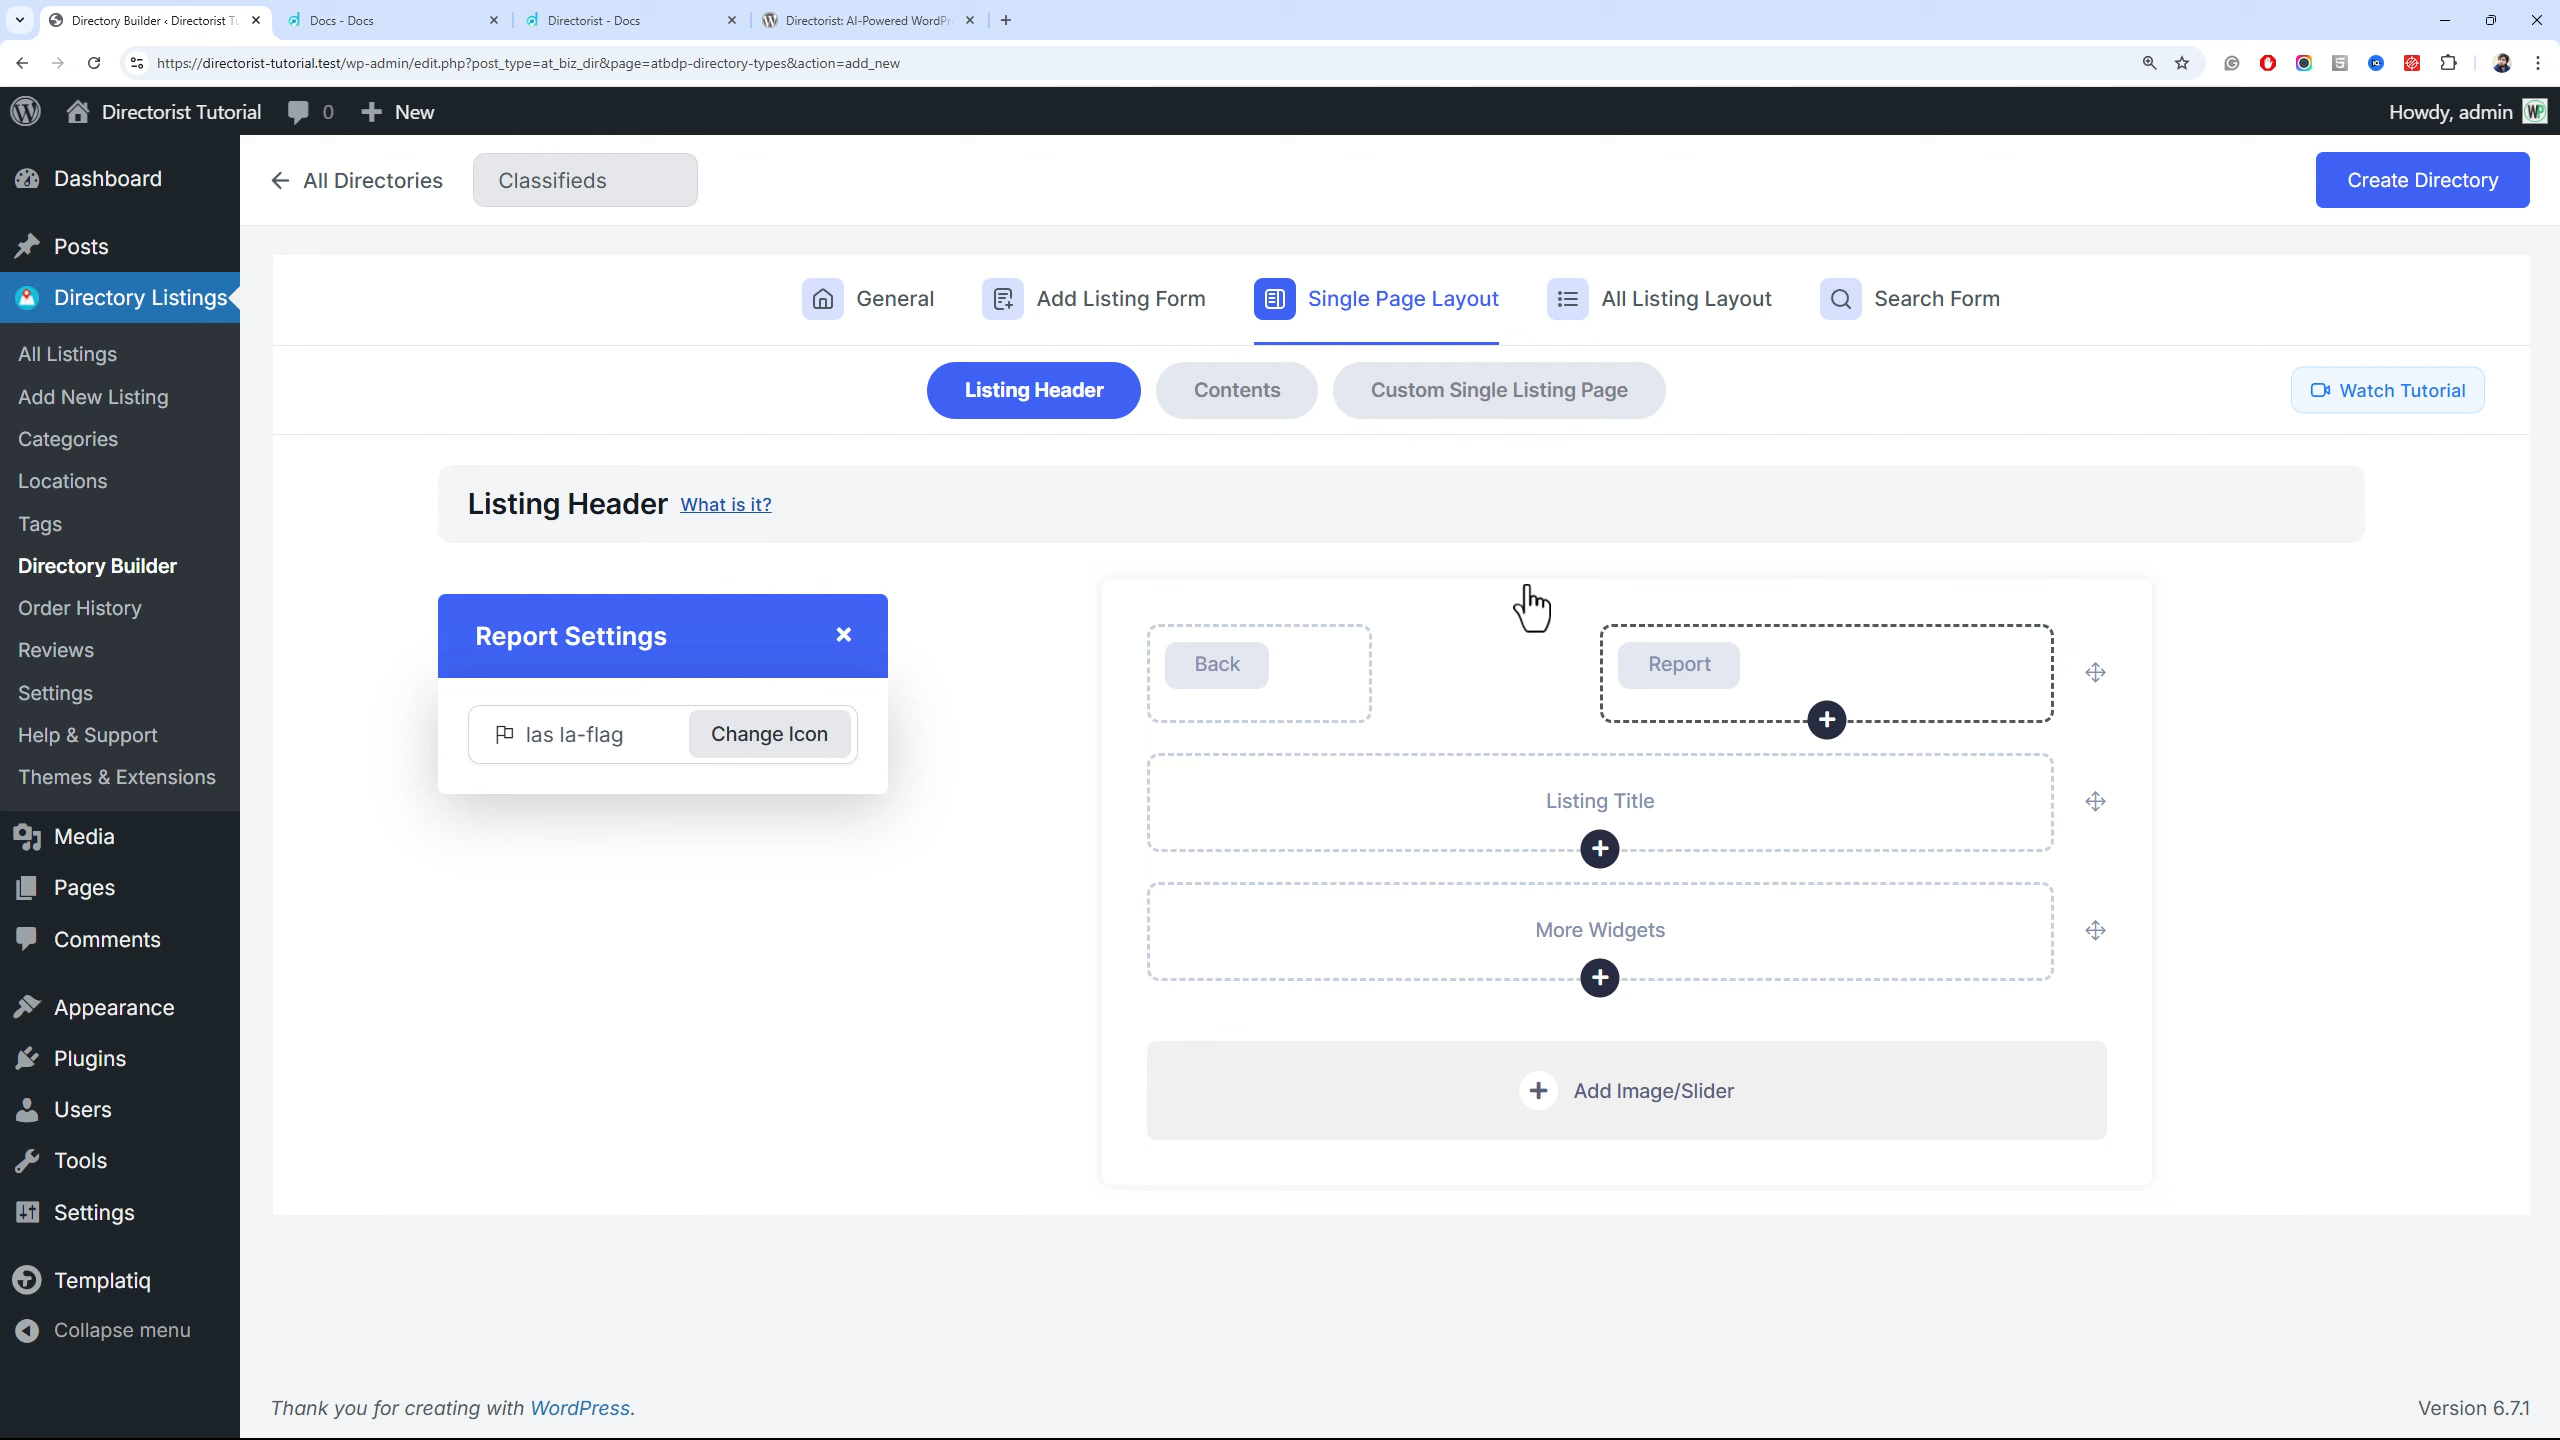 Directory Builder ‹ Directorist T
Docs - Docs
Directorist - Docs
Directorist: AI-Powered WordPr
https://directorist-tutorial.test/wp-admin/edit.php?post_type=at_biz_dir&page=atbdp-directory-types&action=add_new
Directorist Tutorial
0
New
Howdy, admin
Dashboard
Posts
Directory Listings
All Listings
Add New Listing
Categories
Locations
Tags
Directory Builder
Order History
Reviews
Settings
Help & Support
Themes & Extensions
Media
Pages
Comments
Appearance
Plugins
Users
Tools
Settings
Templatiq
Collapse menu
All Directories
Classifieds
Create Directory
General
Add Listing Form
Single Page Layout
All Listing Layout
Search Form
Listing Header
Contents
Custom Single Listing Page
Watch Tutorial
Listing Header What is it?
Report Settings
las la-flag
Change Icon
Back
Report
Listing Title
More Widgets
Add Image/Slider
Thank you for creating with WordPress.
Version 6.7.1